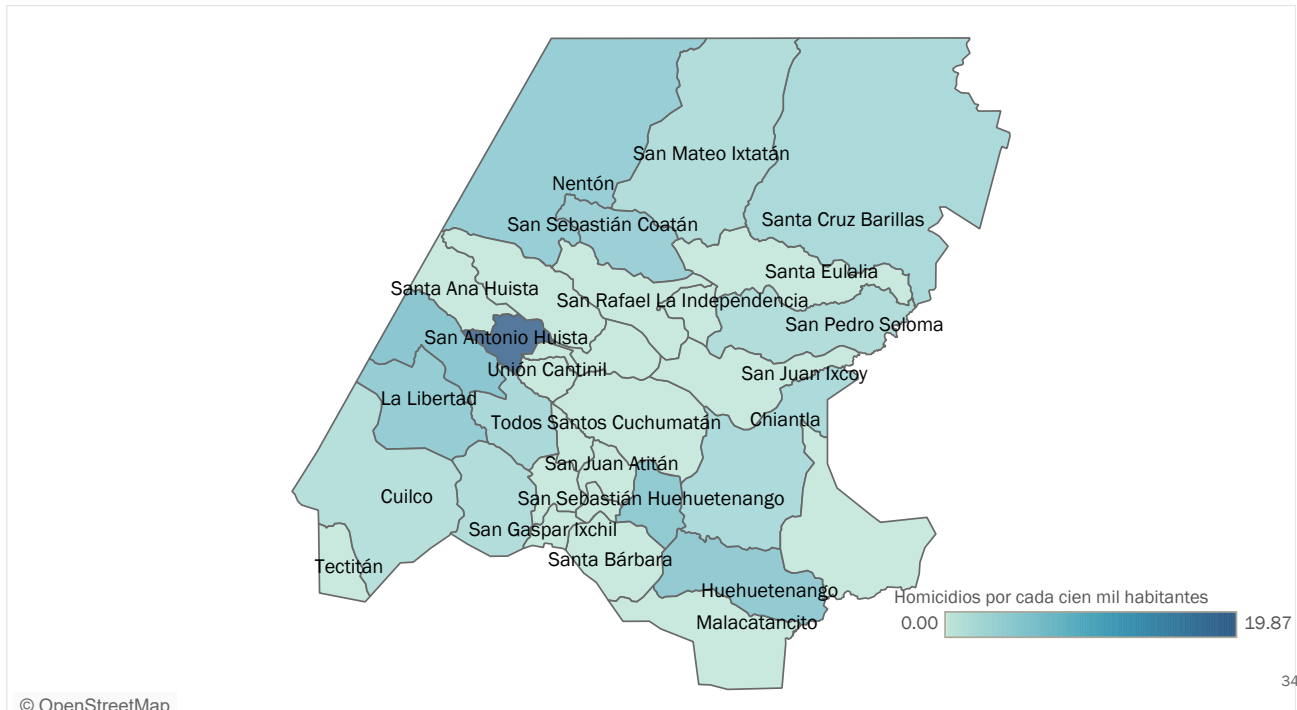 San Mateo Ixtatán
Nentón
San Sebastián Coatán
Santa Cruz Barillas
Santa Eulalia
Santa Ana Huista
San Rafael La Independencia
San Pedro Soloma
San Antonio Huista
Unión Cantinil
San Juan Ixcoy
La Libertad
Todos Santos Cuchumatán
Chiantla
San Juan Atitán
Cuilco
San Sebastián Huehuetenango
San Gaspar Ixchil
Santa Bárbara
Tectitán
Huehuetenango
Malacatancito
Homicidios por cada cien mil habitantes
0.00 19.87
34
© OpenStreetMap